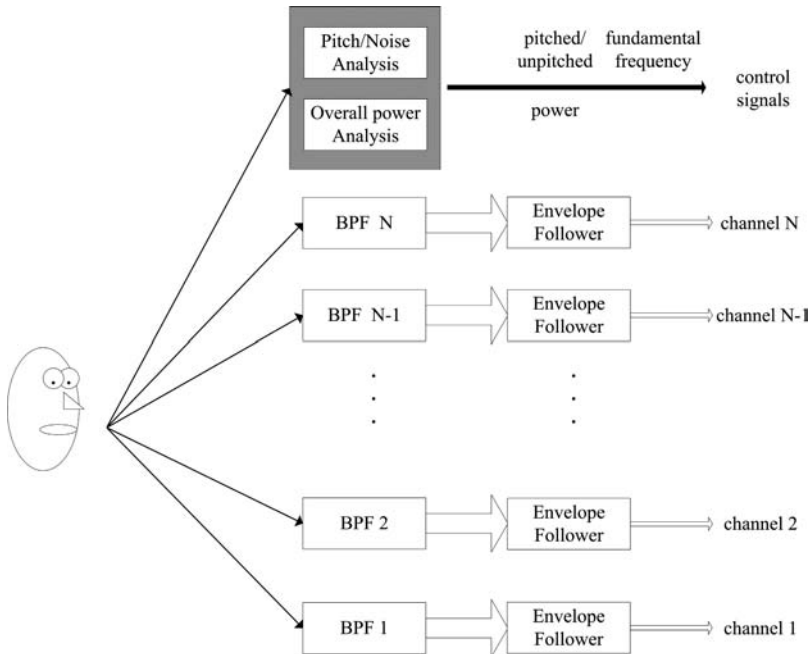 Pitch/Noise
Analysis
Overall power
Analysis
pitched/
unpitched
fundamental
frequency
power
control
signals
BPF N
Envelope
Follower
channel N
BPF N-1
Envelope
Follower
channel N-1
BPF 2
Envelope
Follower
channel 2
BPF 1
Envelope
Follower
channel 1